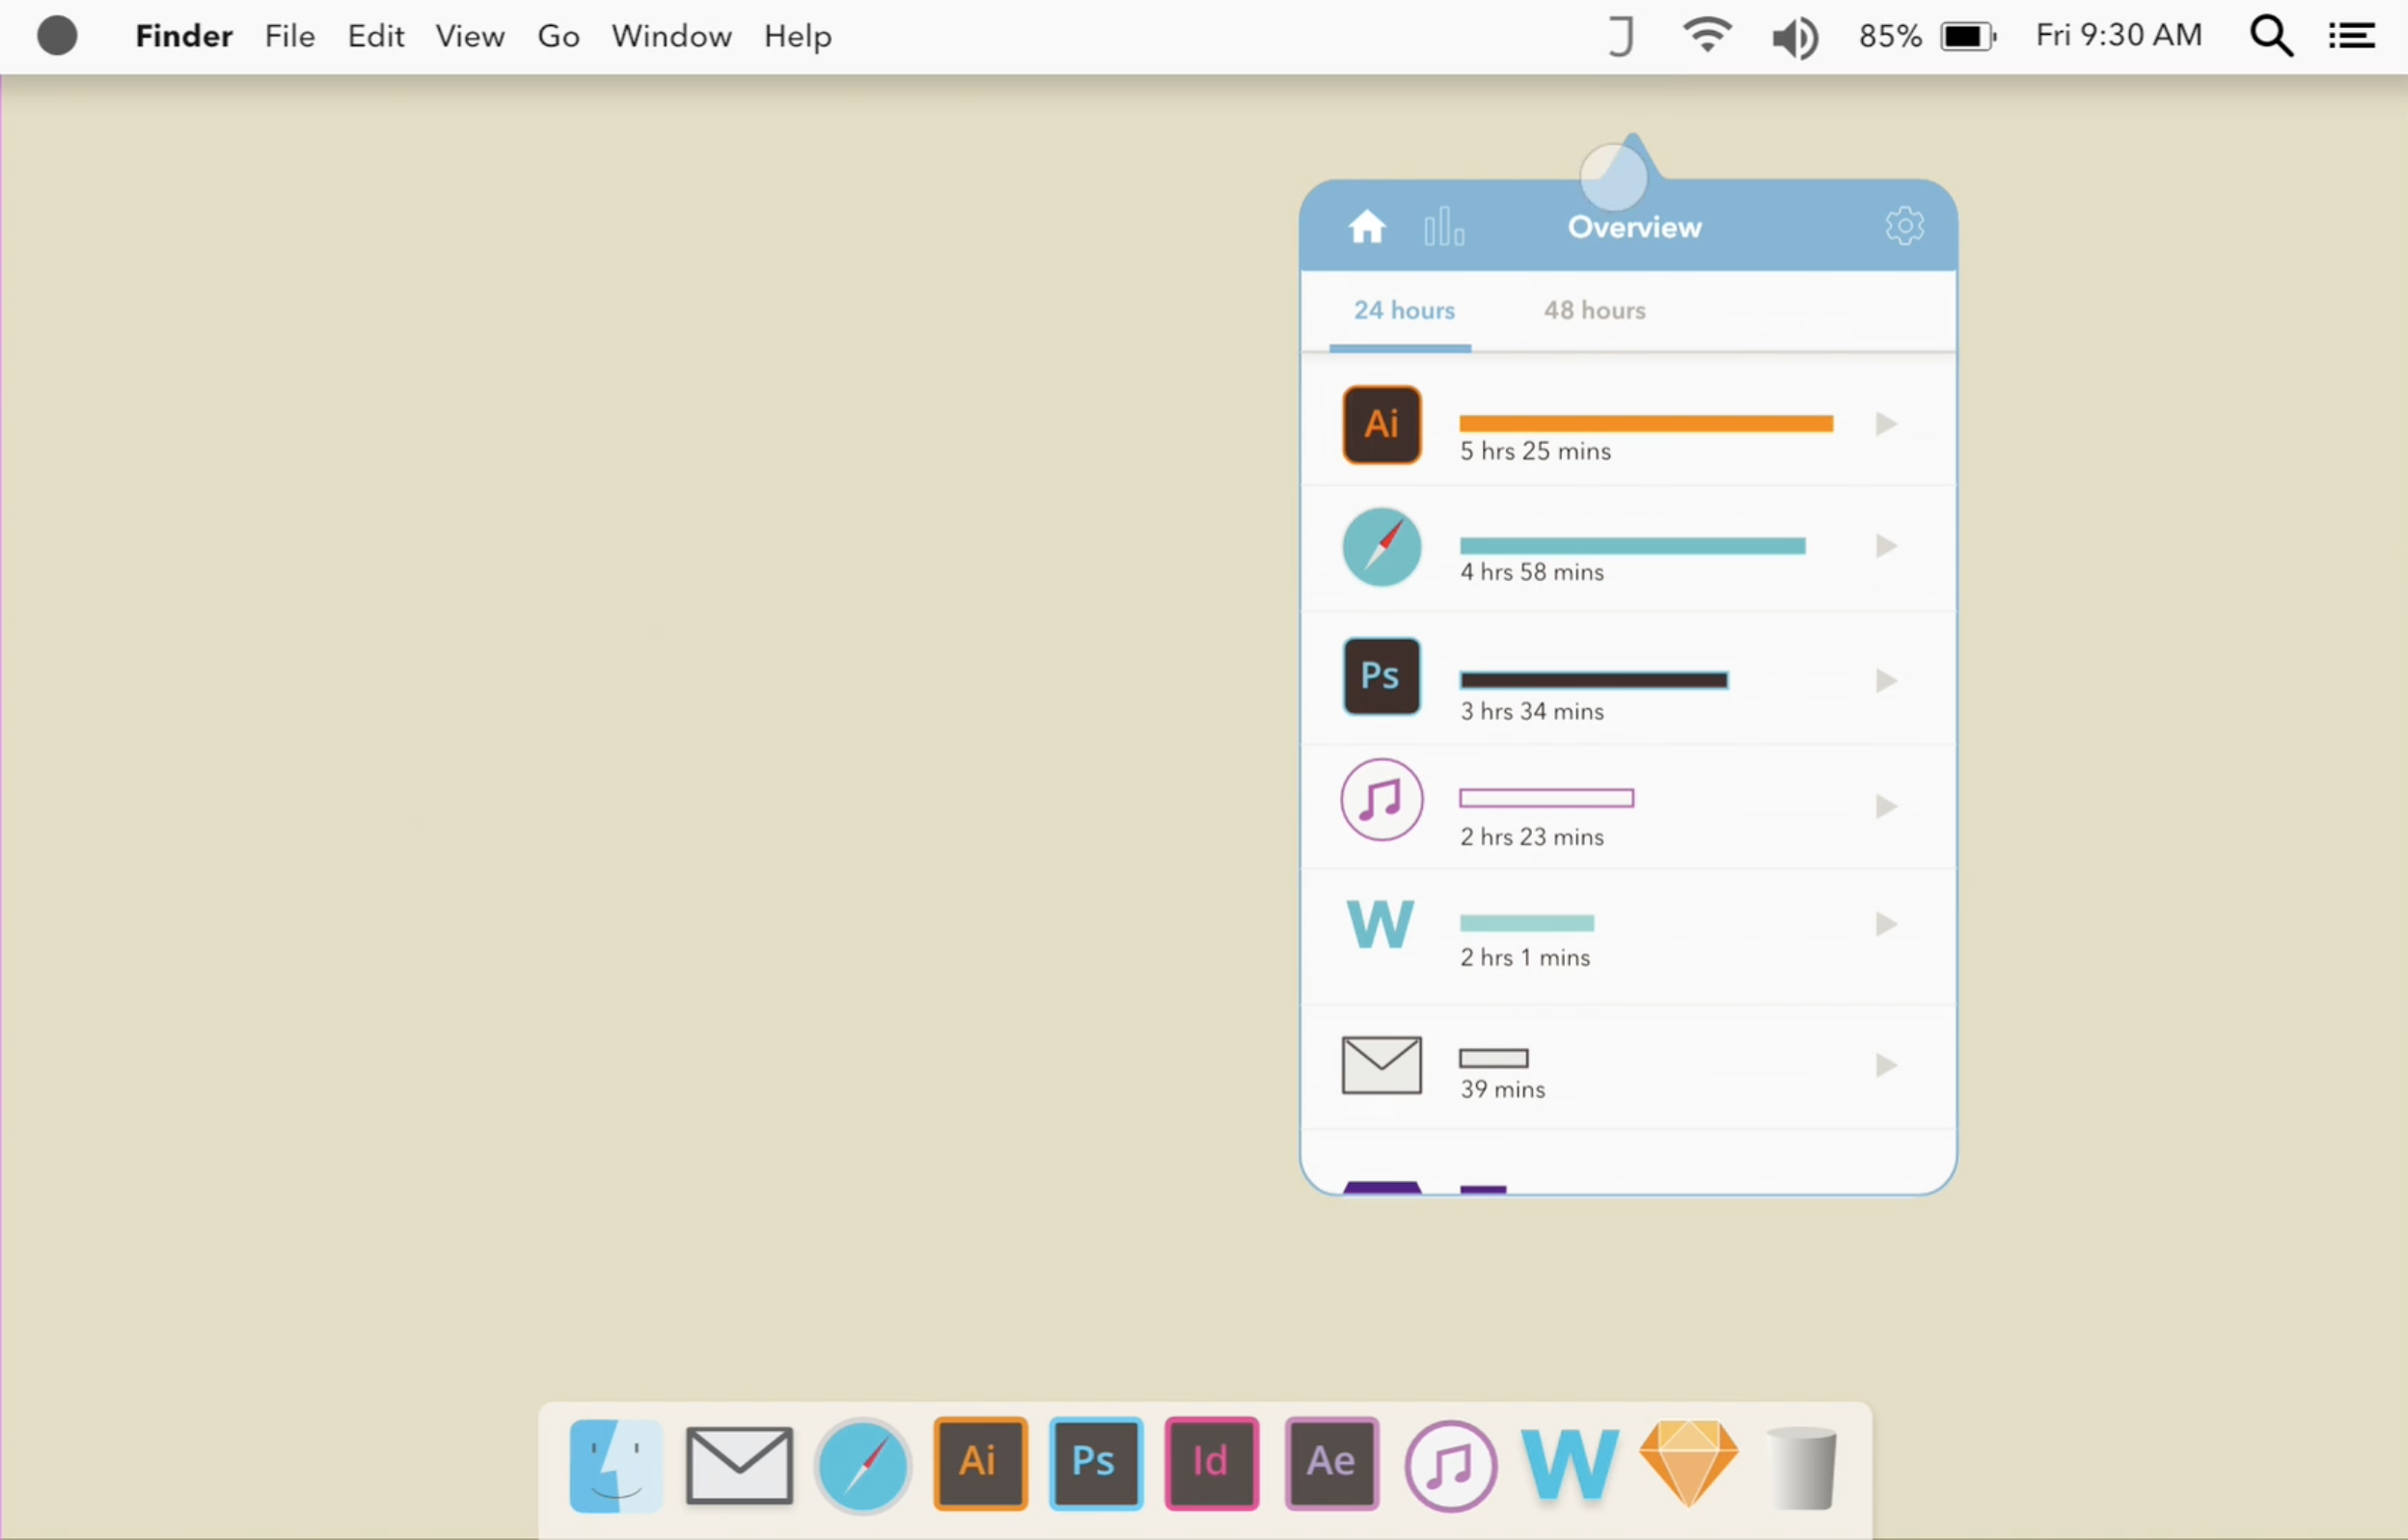 Finder File Edit View Go Window Help J 85% Fri 9:30 AM
Overview
24 hours 48 hours
Ai
5 hrs 25 mins
4 hrs 58 mins
Ps
3 hrs 34 mins
2 hrs 23 mins
W
2 hrs 1 mins
39 mins
Ai Ps Id Ae W